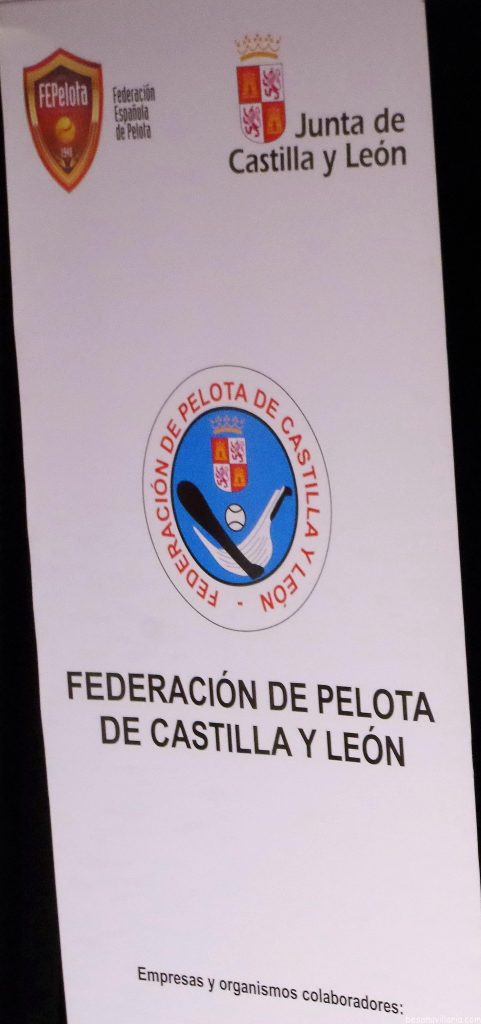 FEPelota
1945
Federación
Española
de Pelota
Junta de
Castilla y León
FEDERACIÓN DE PELOTA DE CASTILLA Y LEÓN -
FEDERACIÓN DE PELOTA
DE CASTILLA Y LEÓN
Empresas y organismos colaboradores: